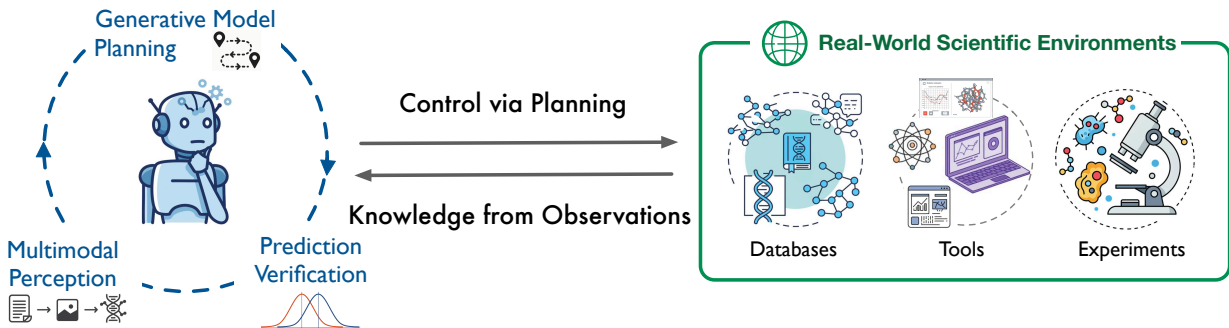 Generative Model
Planning
Multimodal
Perception
Prediction
Verification
Control via Planning
Knowledge from Observations
Real-World Scientific Environments
Databases
Tools
Experiments